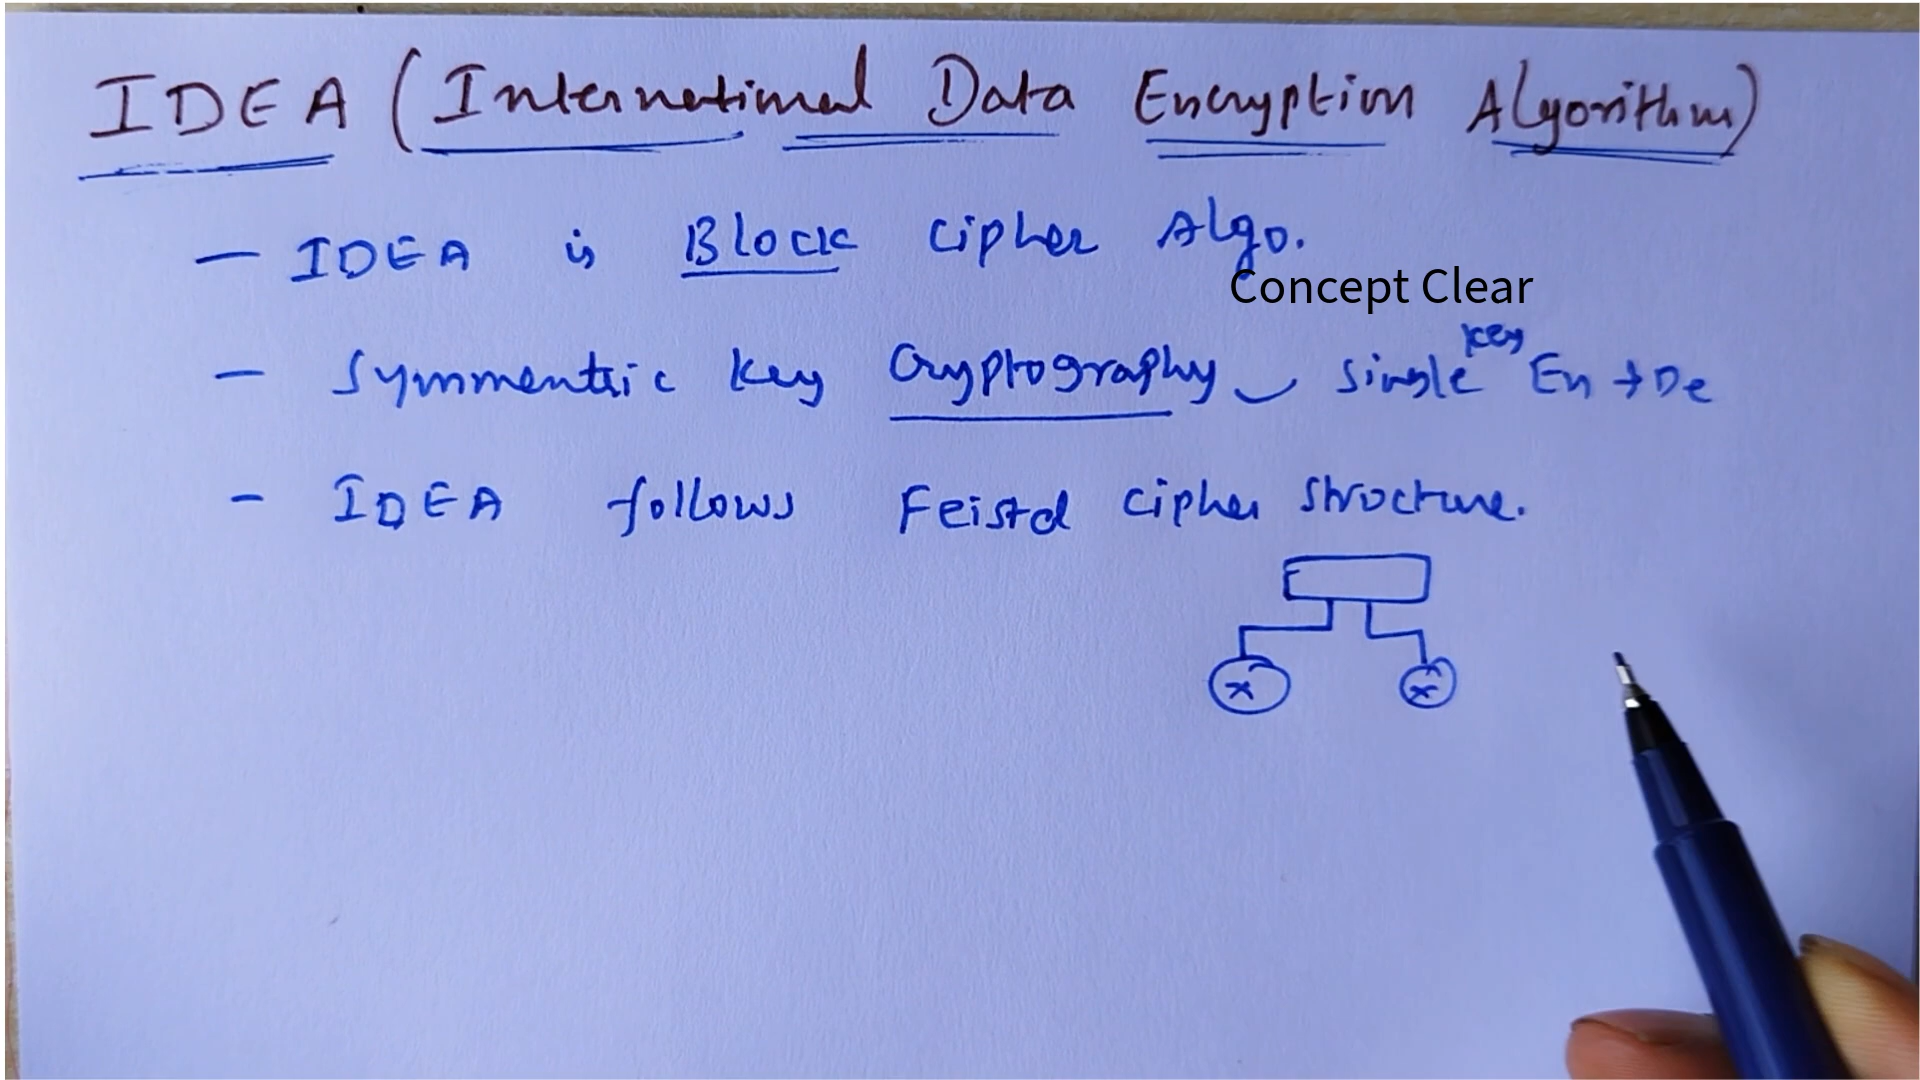 IDEA (International Data Encryption Algorithm)
- IDEA is Block Cipher Algo.
Concept Clear
- Symmentric Key Cryptography - Single key En → De
- IDEA follows Feistel Cipher Structure.
x x